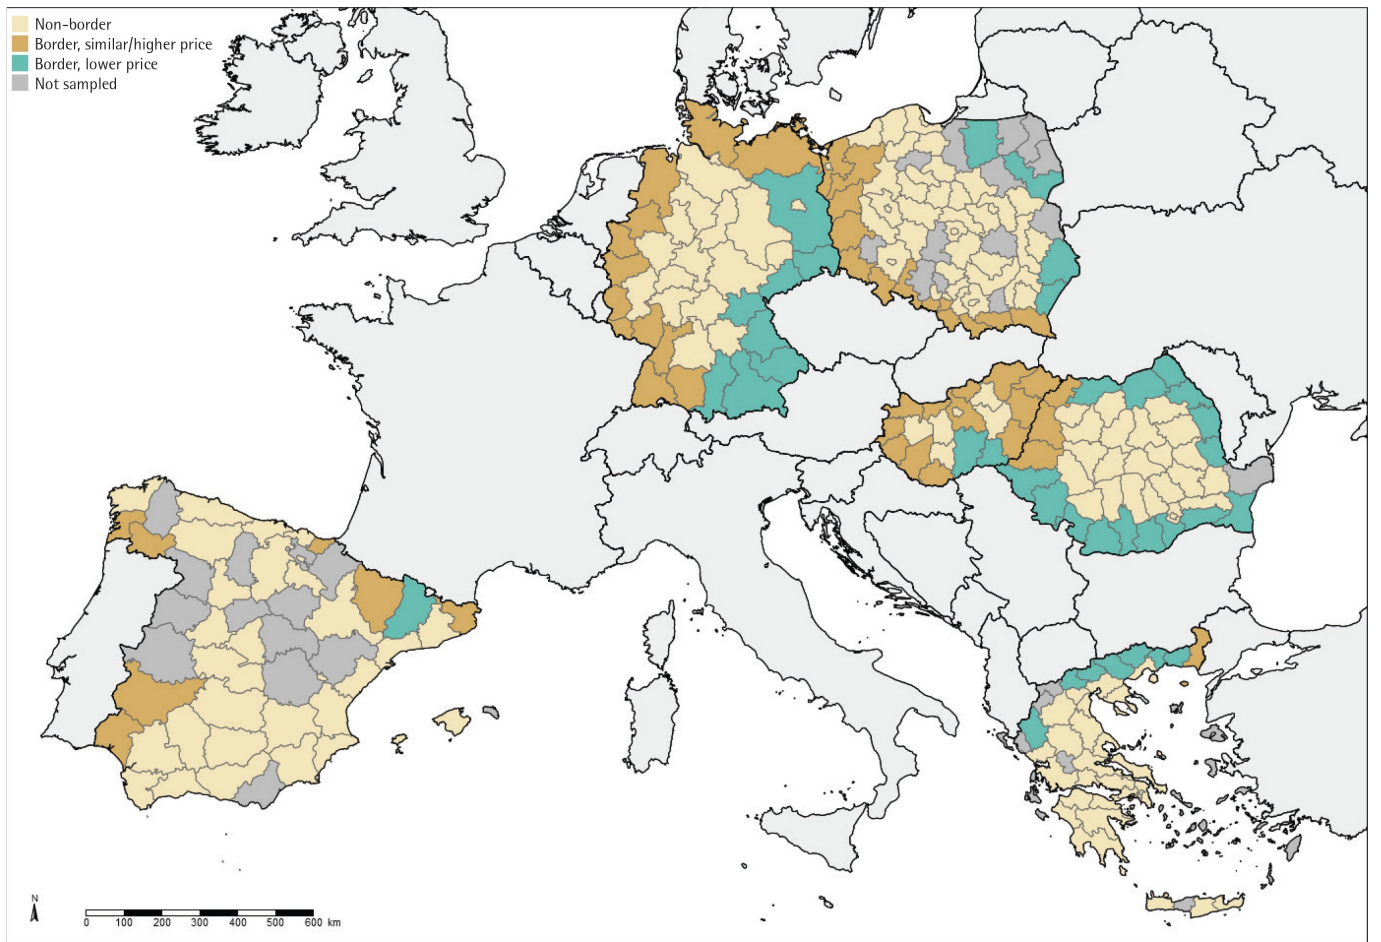 Non-border
Border, similar/higher price
Border, lower price
Not sampled
N
0 100 200 300 400 500 600 km